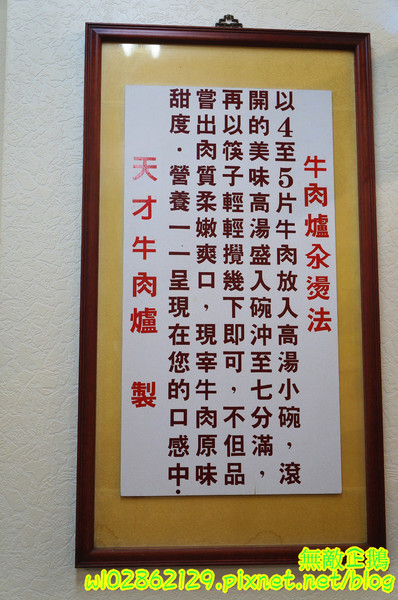 牛肉爐汆燙法
以4至5片牛肉放入高湯小碗，滾
開的美味高湯盛入碗沖至七分滿，
再以筷子輕輕攪幾下即可，不但品
嘗出肉質柔嫩爽口，現宰牛肉原味
甜度．營養一一呈現在您的口感中．
天才牛肉爐 製
無敵企鵝
wl02862129.pixnet.net/blog